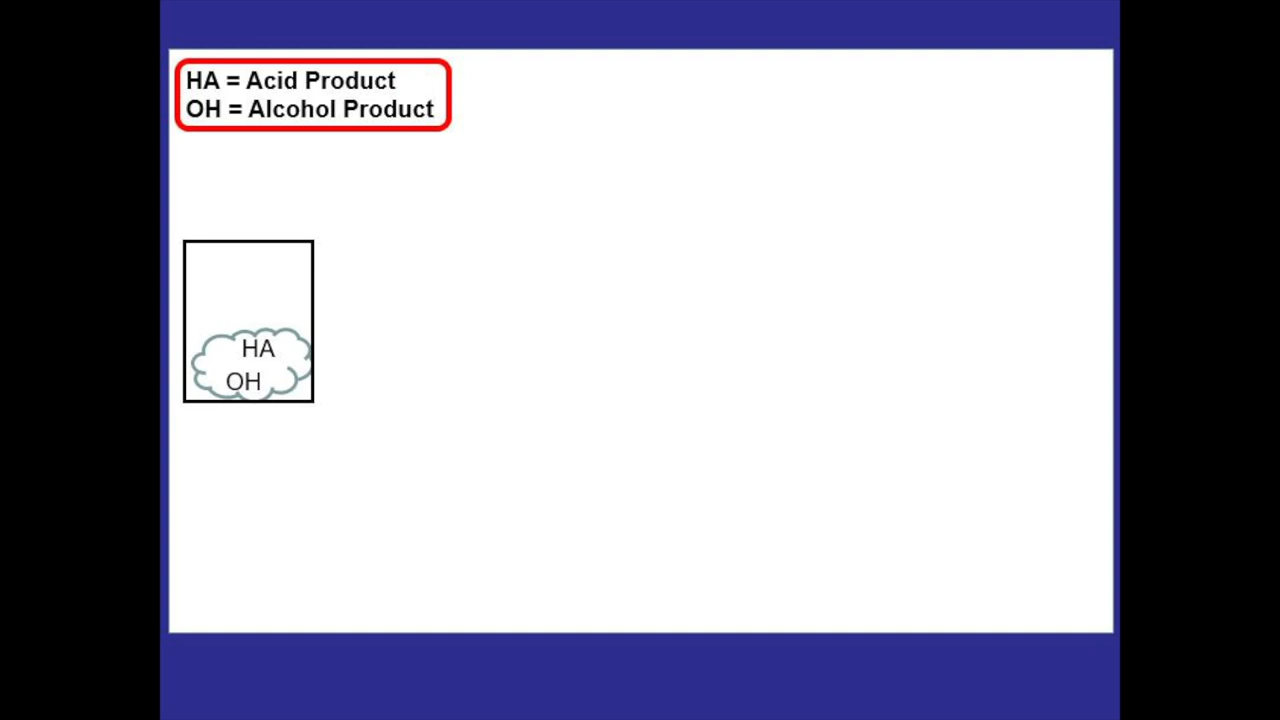 HA = Acid Product
OH = Alcohol Product
HA
OH